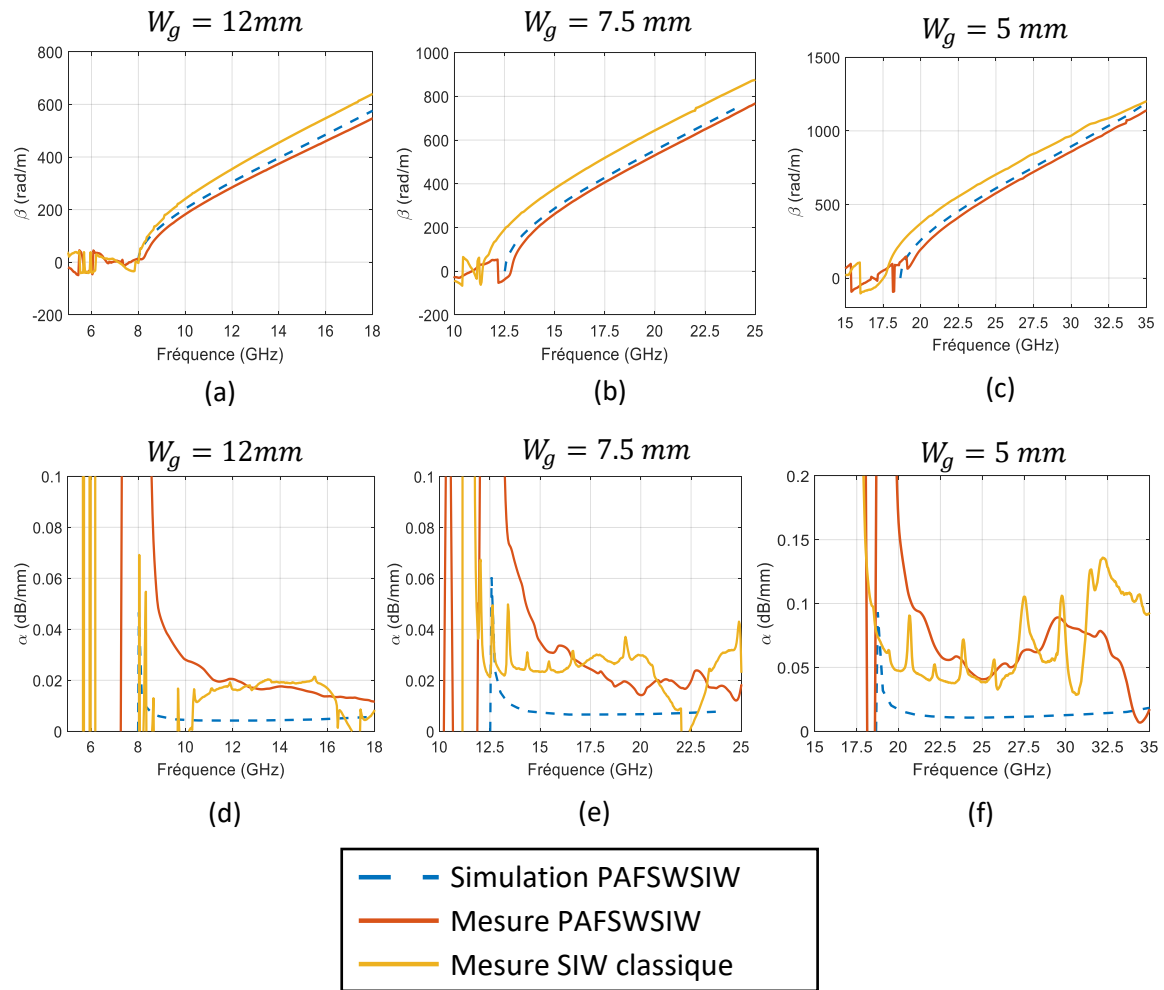 W_g = 12mm
W_g = 7.5 mm
W_g = 5 mm
800
600
400
200
0
-200
β (rad/m)
6 8 10 12 14 16 18
Fréquence (GHz)
(a)
1000
800
600
400
200
0
-200
β (rad/m)
10 12.5 15 17.5 20 22.5 25
Fréquence (GHz)
(b)
1500
1000
500
0
β (rad/m)
15 17.5 20 22.5 25 27.5 30 32.5 35
Fréquence (GHz)
(c)
W_g = 12mm
W_g = 7.5 mm
W_g = 5 mm
0.1
0.08
0.06
0.04
0.02
0
α (dB/mm)
6 8 10 12 14 16 18
Fréquence (GHz)
(d)
0.1
0.08
0.06
0.04
0.02
0
α (dB/mm)
10 12.5 15 17.5 20 22.5 25
Fréquence (GHz)
(e)
0.2
0.15
0.1
0.05
0
α (dB/mm)
15 17.5 20 22.5 25 27.5 30 32.5 35
Fréquence (GHz)
(f)
Simulation PAFSWSIW
Mesure PAFSWSIW
Mesure SIW classique